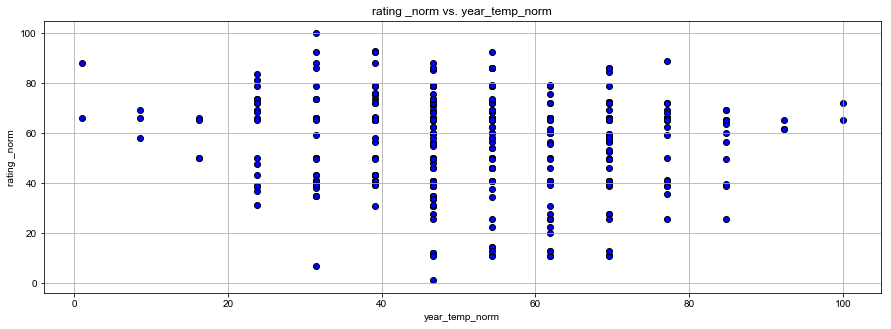 rating _norm vs. year_temp_norm
100
80
60
40
20
0
rating _norm
0 20 40 60 80 100
year_temp_norm